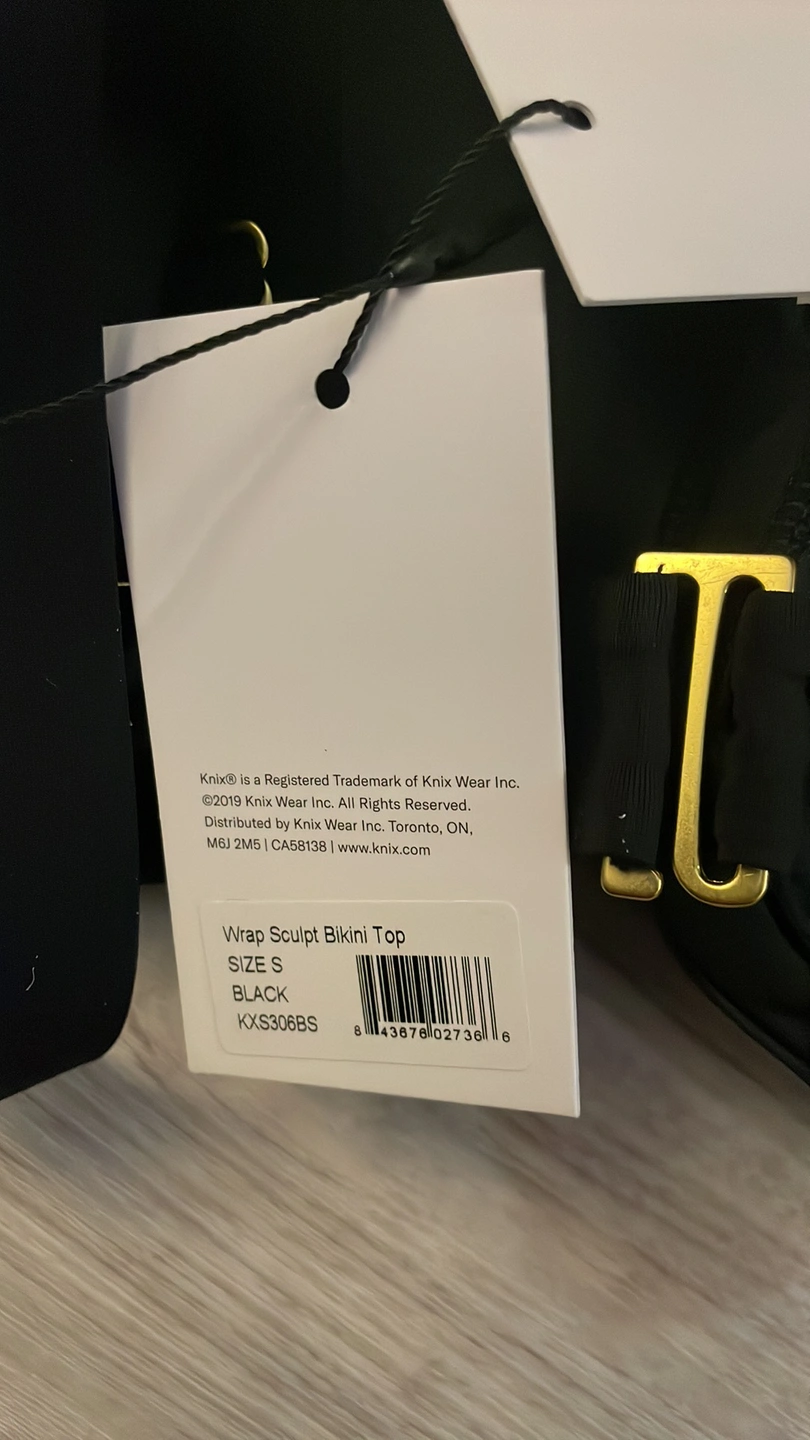 Knix® is a Registered Trademark of Knix Wear Inc.
©2019 Knix Wear Inc. All Rights Reserved.
Distributed by Knix Wear Inc. Toronto, ON,
M6J 2M5 | CA58138 | www.knix.com
Wrap Sculpt Bikini Top
SIZE S
BLACK
KXS306BS
8 43676 02736 6